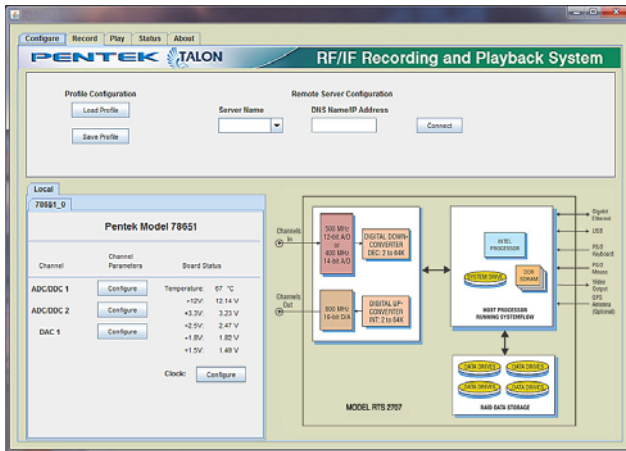 Configure Record Play Status About
PENTEK TALON RF/IF Recording and Playback System
Profile Configuration
Load Profile
Save Profile
Remote Server Configuration
Server Name DNS Name/IP Address
Connect
Local
78651_0
Pentek Model 78651
Channel Channel Parameters Board Status
ADC/DDC 1 Configure Temperature: 67 °C
+12V: 12.14 V
ADC/DDC 2 Configure +3.3V: 3.23 V
+2.5V: 2.47 V
DAC 1 Configure +1.8V: 1.82 V
+1.5V: 1.49 V
Clock: Configure
Channels
In
500 MHz
12-bit A/D
or
400 MHz
14-bit A/D
DIGITAL DOWN-
CONVERTER
DEC: 2 to 64K
Channels
Out
800 MHz
16-bit D/A
DIGITAL UP-
CONVERTER
INT: 2 to 64K
INTEL
PROCESSOR
SYSTEM DRIVE
DDR
SDRAM
HOST PROCESSOR
RUNNING SYSTEMFLOW
Gigabit
Ethernet
USB
PS/2
Keyboard
PS/2
Mouse
Video
Output
GPS
Antenna
(Optional)
DATA DRIVES DATA DRIVES
DATA DRIVES DATA DRIVES
RAID DATA STORAGE
MODEL RTS 2707